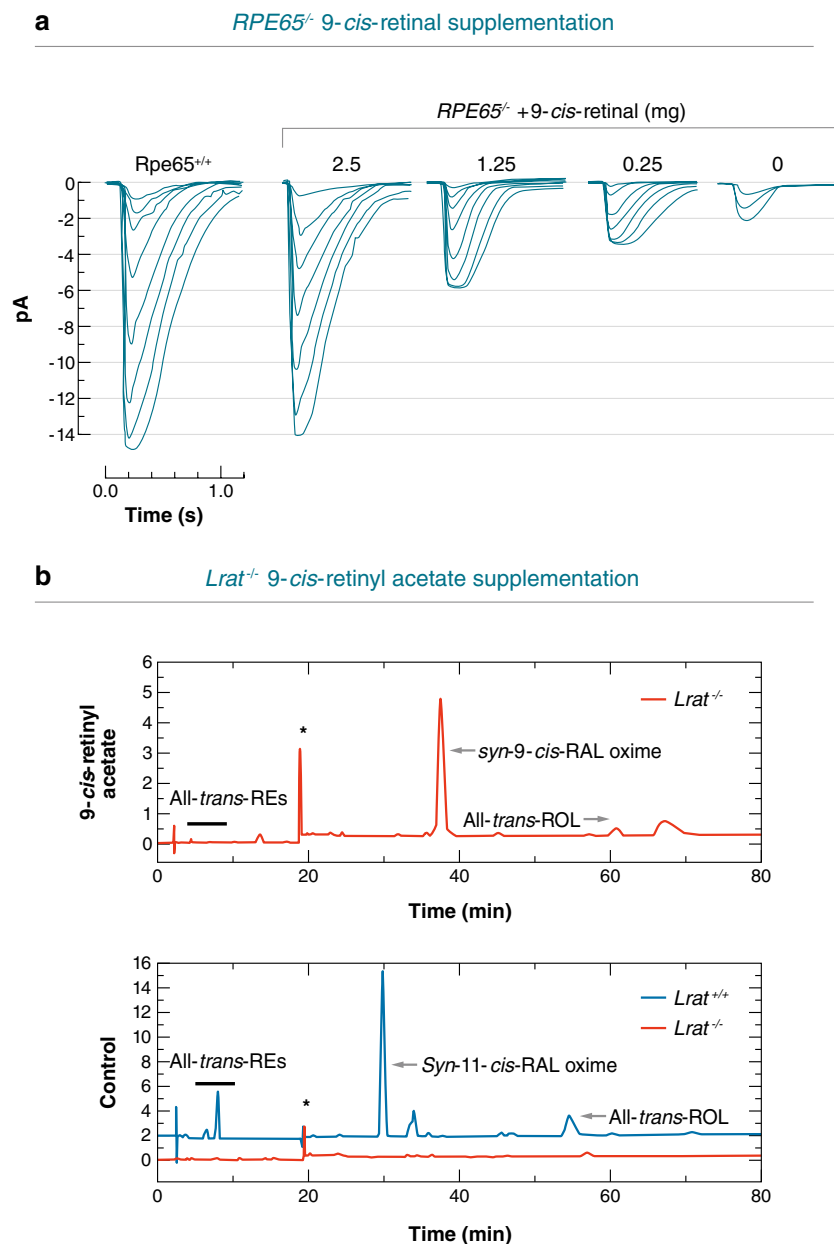 a
RPE65-/- 9-cis-retinal supplementation
RPE65-/- +9-cis-retinal (mg)
Rpe65+/+ 2.5 1.25 0.25 0
0
-2
-4
-6
-8
-10
-12
-14
pA
0.0 1.0
Time (s)
b
Lrat-/- 9-cis-retinyl acetate supplementation
6
5
4
3
2
1
0
9-cis-retinyl
acetate
Lrat-/-
syn-9-cis-RAL oxime
*
All-trans-REs
All-trans-ROL
0 20 40 60 80
Time (min)
16
14
12
10
8
6
4
2
0
Control
Lrat+/+
Lrat-/-
All-trans-REs
Syn-11-cis-RAL oxime
*
All-trans-ROL
0 20 40 60 80
Time (min)